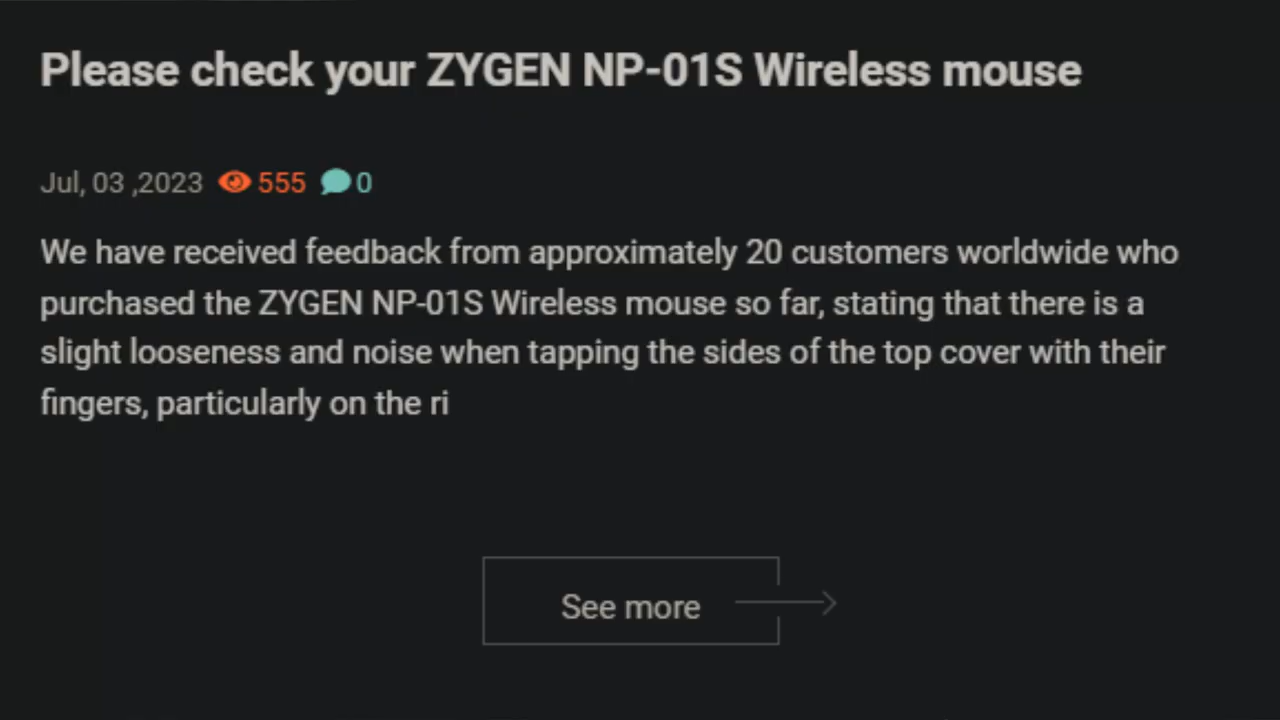 Please check your ZYGEN NP-01S Wireless mouse
Jul, 03 ,2023 555 0
We have received feedback from approximately 20 customers worldwide who
purchased the ZYGEN NP-01S Wireless mouse so far, stating that there is a
slight looseness and noise when tapping the sides of the top cover with their
fingers, particularly on the ri
See more